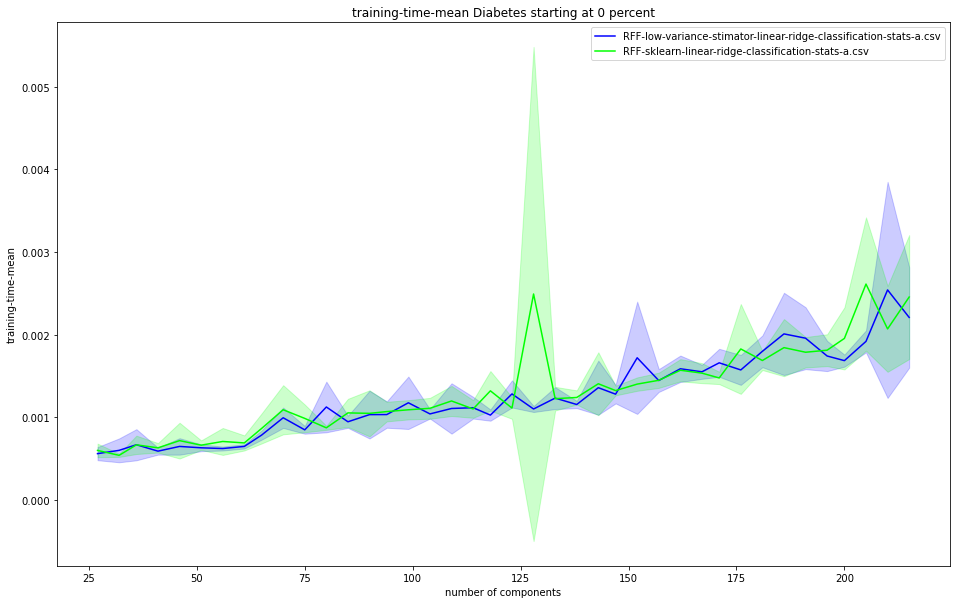 training-time-mean Diabetes starting at 0 percent
RFF-low-variance-stimator-linear-ridge-classification-stats-a.csv
RFF-sklearn-linear-ridge-classification-stats-a.csv
training-time-mean
0.005
0.004
0.003
0.002
0.001
0.000
25 50 75 100 125 150 175 200
number of components